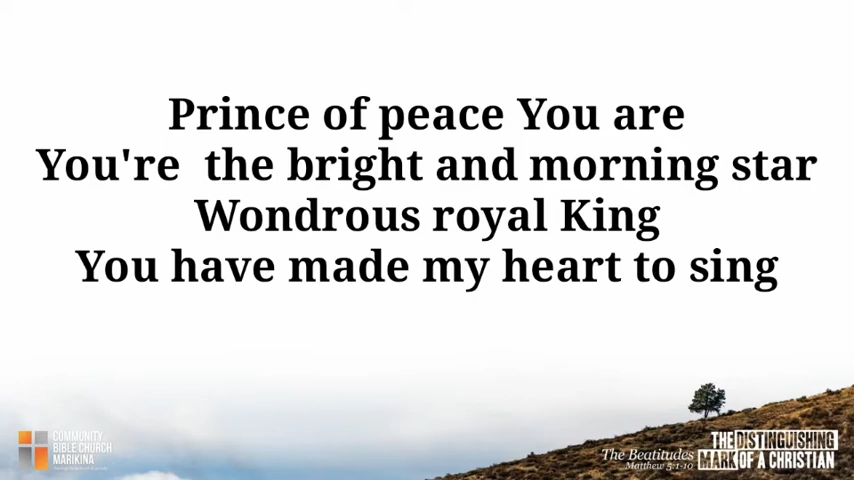 Prince of peace You are
You're  the bright and morning star
Wondrous royal King
You have made my heart to sing
COMMUNITY
BIBLE CHURCH
MARIKINA
The Beatitudes
Matthew 5:1-10
THE DISTINGUISHING
MARK OF A CHRISTIAN